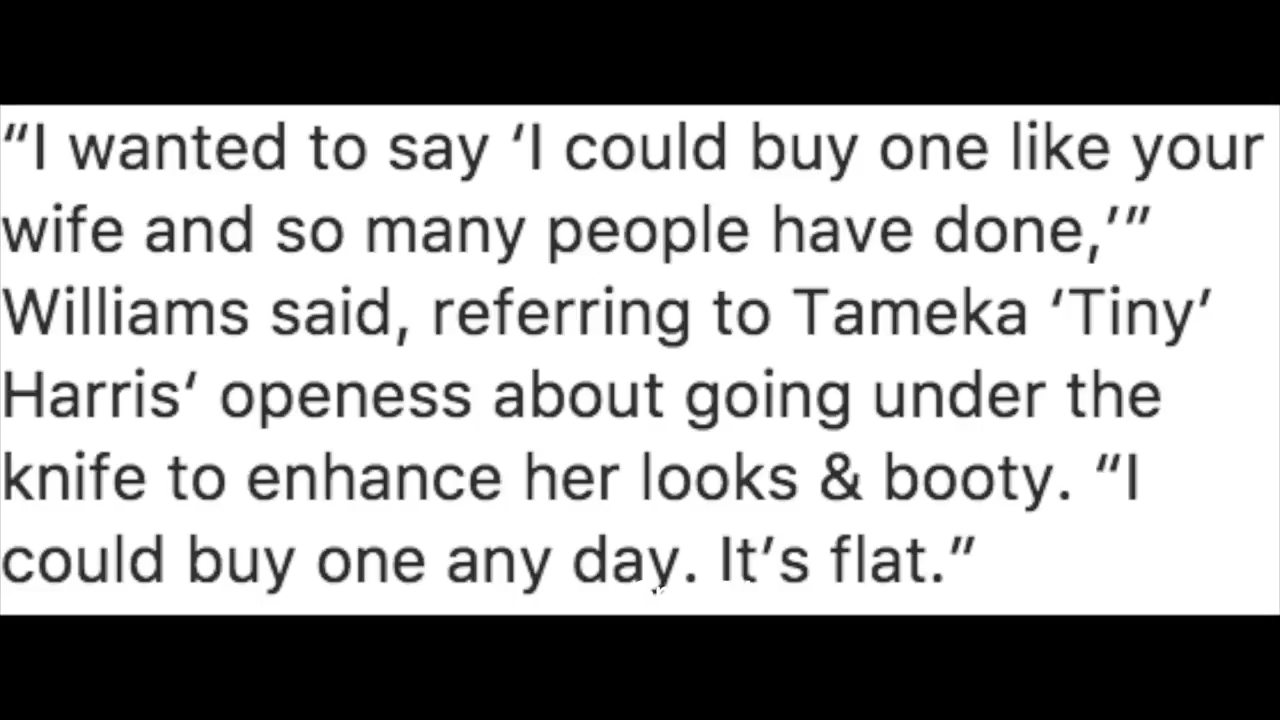 “I wanted to say ‘I could buy one like your
wife and so many people have done,’”
Williams said, referring to Tameka ‘Tiny’
Harris‘ openess about going under the
knife to enhance her looks & booty. “I
could buy one any day. It’s flat.”